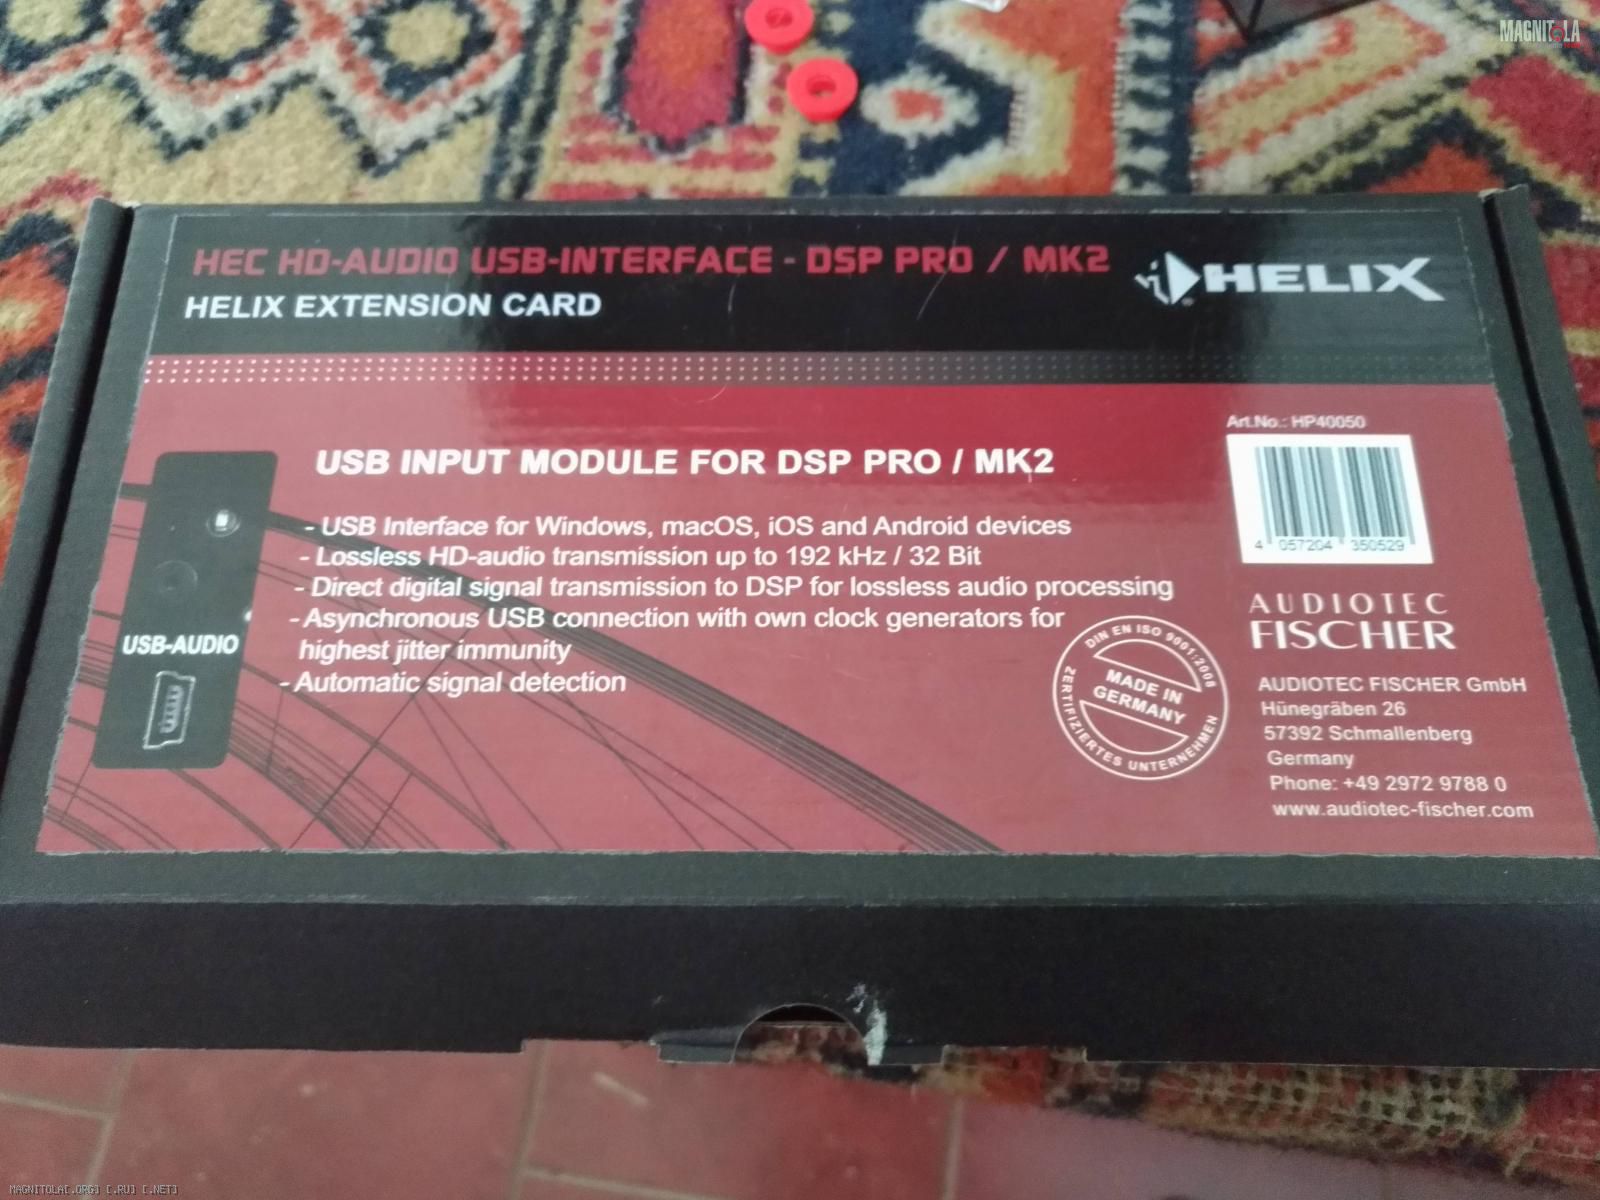 MAGNITOLA
HEC HD-AUDIO USB-INTERFACE - DSP PRO / MK2
HELIX EXTENSION CARD
HELIX
Art.No.: HP40050
USB INPUT MODULE FOR DSP PRO / MK2
- USB Interface for Windows, macOS, iOS and Android devices
- Lossless HD-audio transmission up to 192 kHz / 32 Bit
- Direct digital signal transmission to DSP for lossless audio processing
- Asynchronous USB connection with own clock generators for
highest jitter immunity
- Automatic signal detection
USB-AUDIO
4 057204 350529
DIN EN ISO 9001:2008
MADE IN
GERMANY
ZERTIFIZIERTES UNTERNEHMEN
AUDIOTEC
FISCHER
AUDIOTEC FISCHER GmbH
Hünegräben 26
57392 Schmallenberg
Germany
Phone: +49 2972 9788 0
www.audiotec-fischer.com
MAGNITOLA[.ORG] [.RU] [.NET]